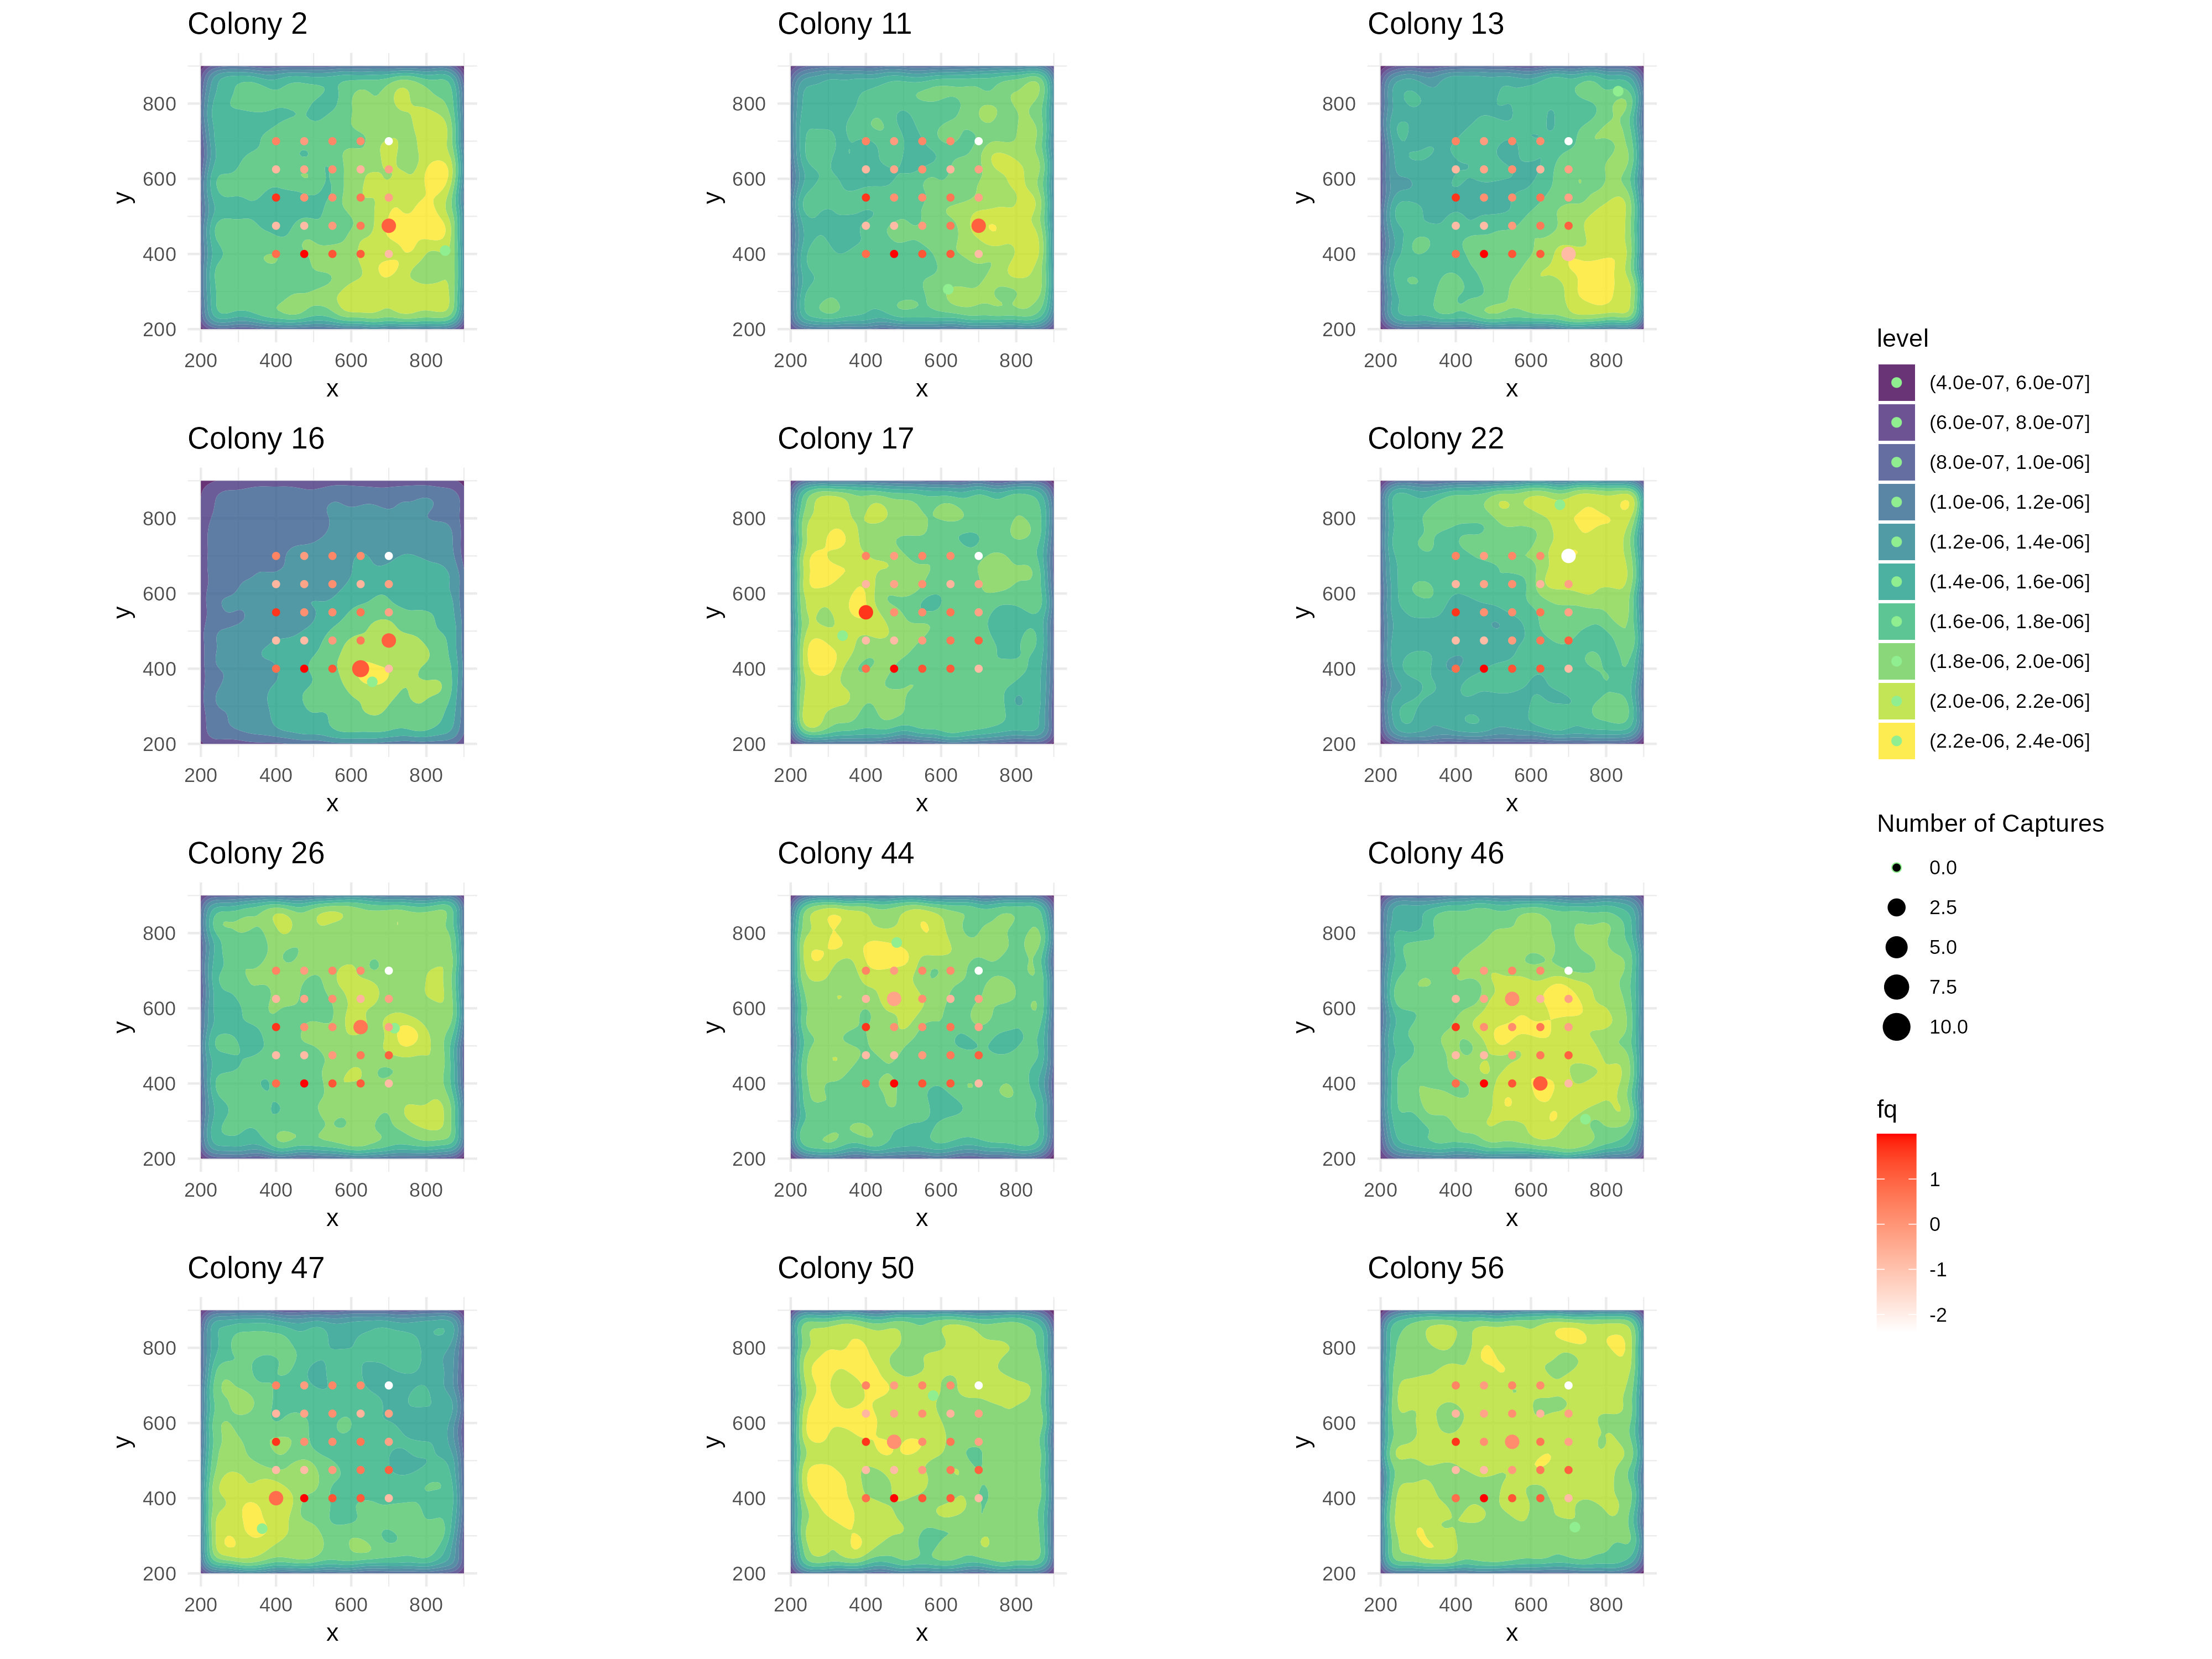 Colony 2
Colony 11
Colony 13
800
600
400
200
y
200 400 600 800
x
800
600
400
200
y
200 400 600 800
x
800
600
400
200
y
200 400 600 800
x
Colony 16
Colony 17
Colony 22
800
600
400
200
y
200 400 600 800
x
800
600
400
200
y
200 400 600 800
x
800
600
400
200
y
200 400 600 800
x
Colony 26
Colony 44
Colony 46
800
600
400
200
y
200 400 600 800
x
800
600
400
200
y
200 400 600 800
x
800
600
400
200
y
200 400 600 800
x
Colony 47
Colony 50
Colony 56
800
600
400
200
y
200 400 600 800
x
800
600
400
200
y
200 400 600 800
x
800
600
400
200
y
200 400 600 800
x
level
(4.0e-07, 6.0e-07]
(6.0e-07, 8.0e-07]
(8.0e-07, 1.0e-06]
(1.0e-06, 1.2e-06]
(1.2e-06, 1.4e-06]
(1.4e-06, 1.6e-06]
(1.6e-06, 1.8e-06]
(1.8e-06, 2.0e-06]
(2.0e-06, 2.2e-06]
(2.2e-06, 2.4e-06]
Number of Captures
0.0
2.5
5.0
7.5
10.0
fq
1
0
-1
-2